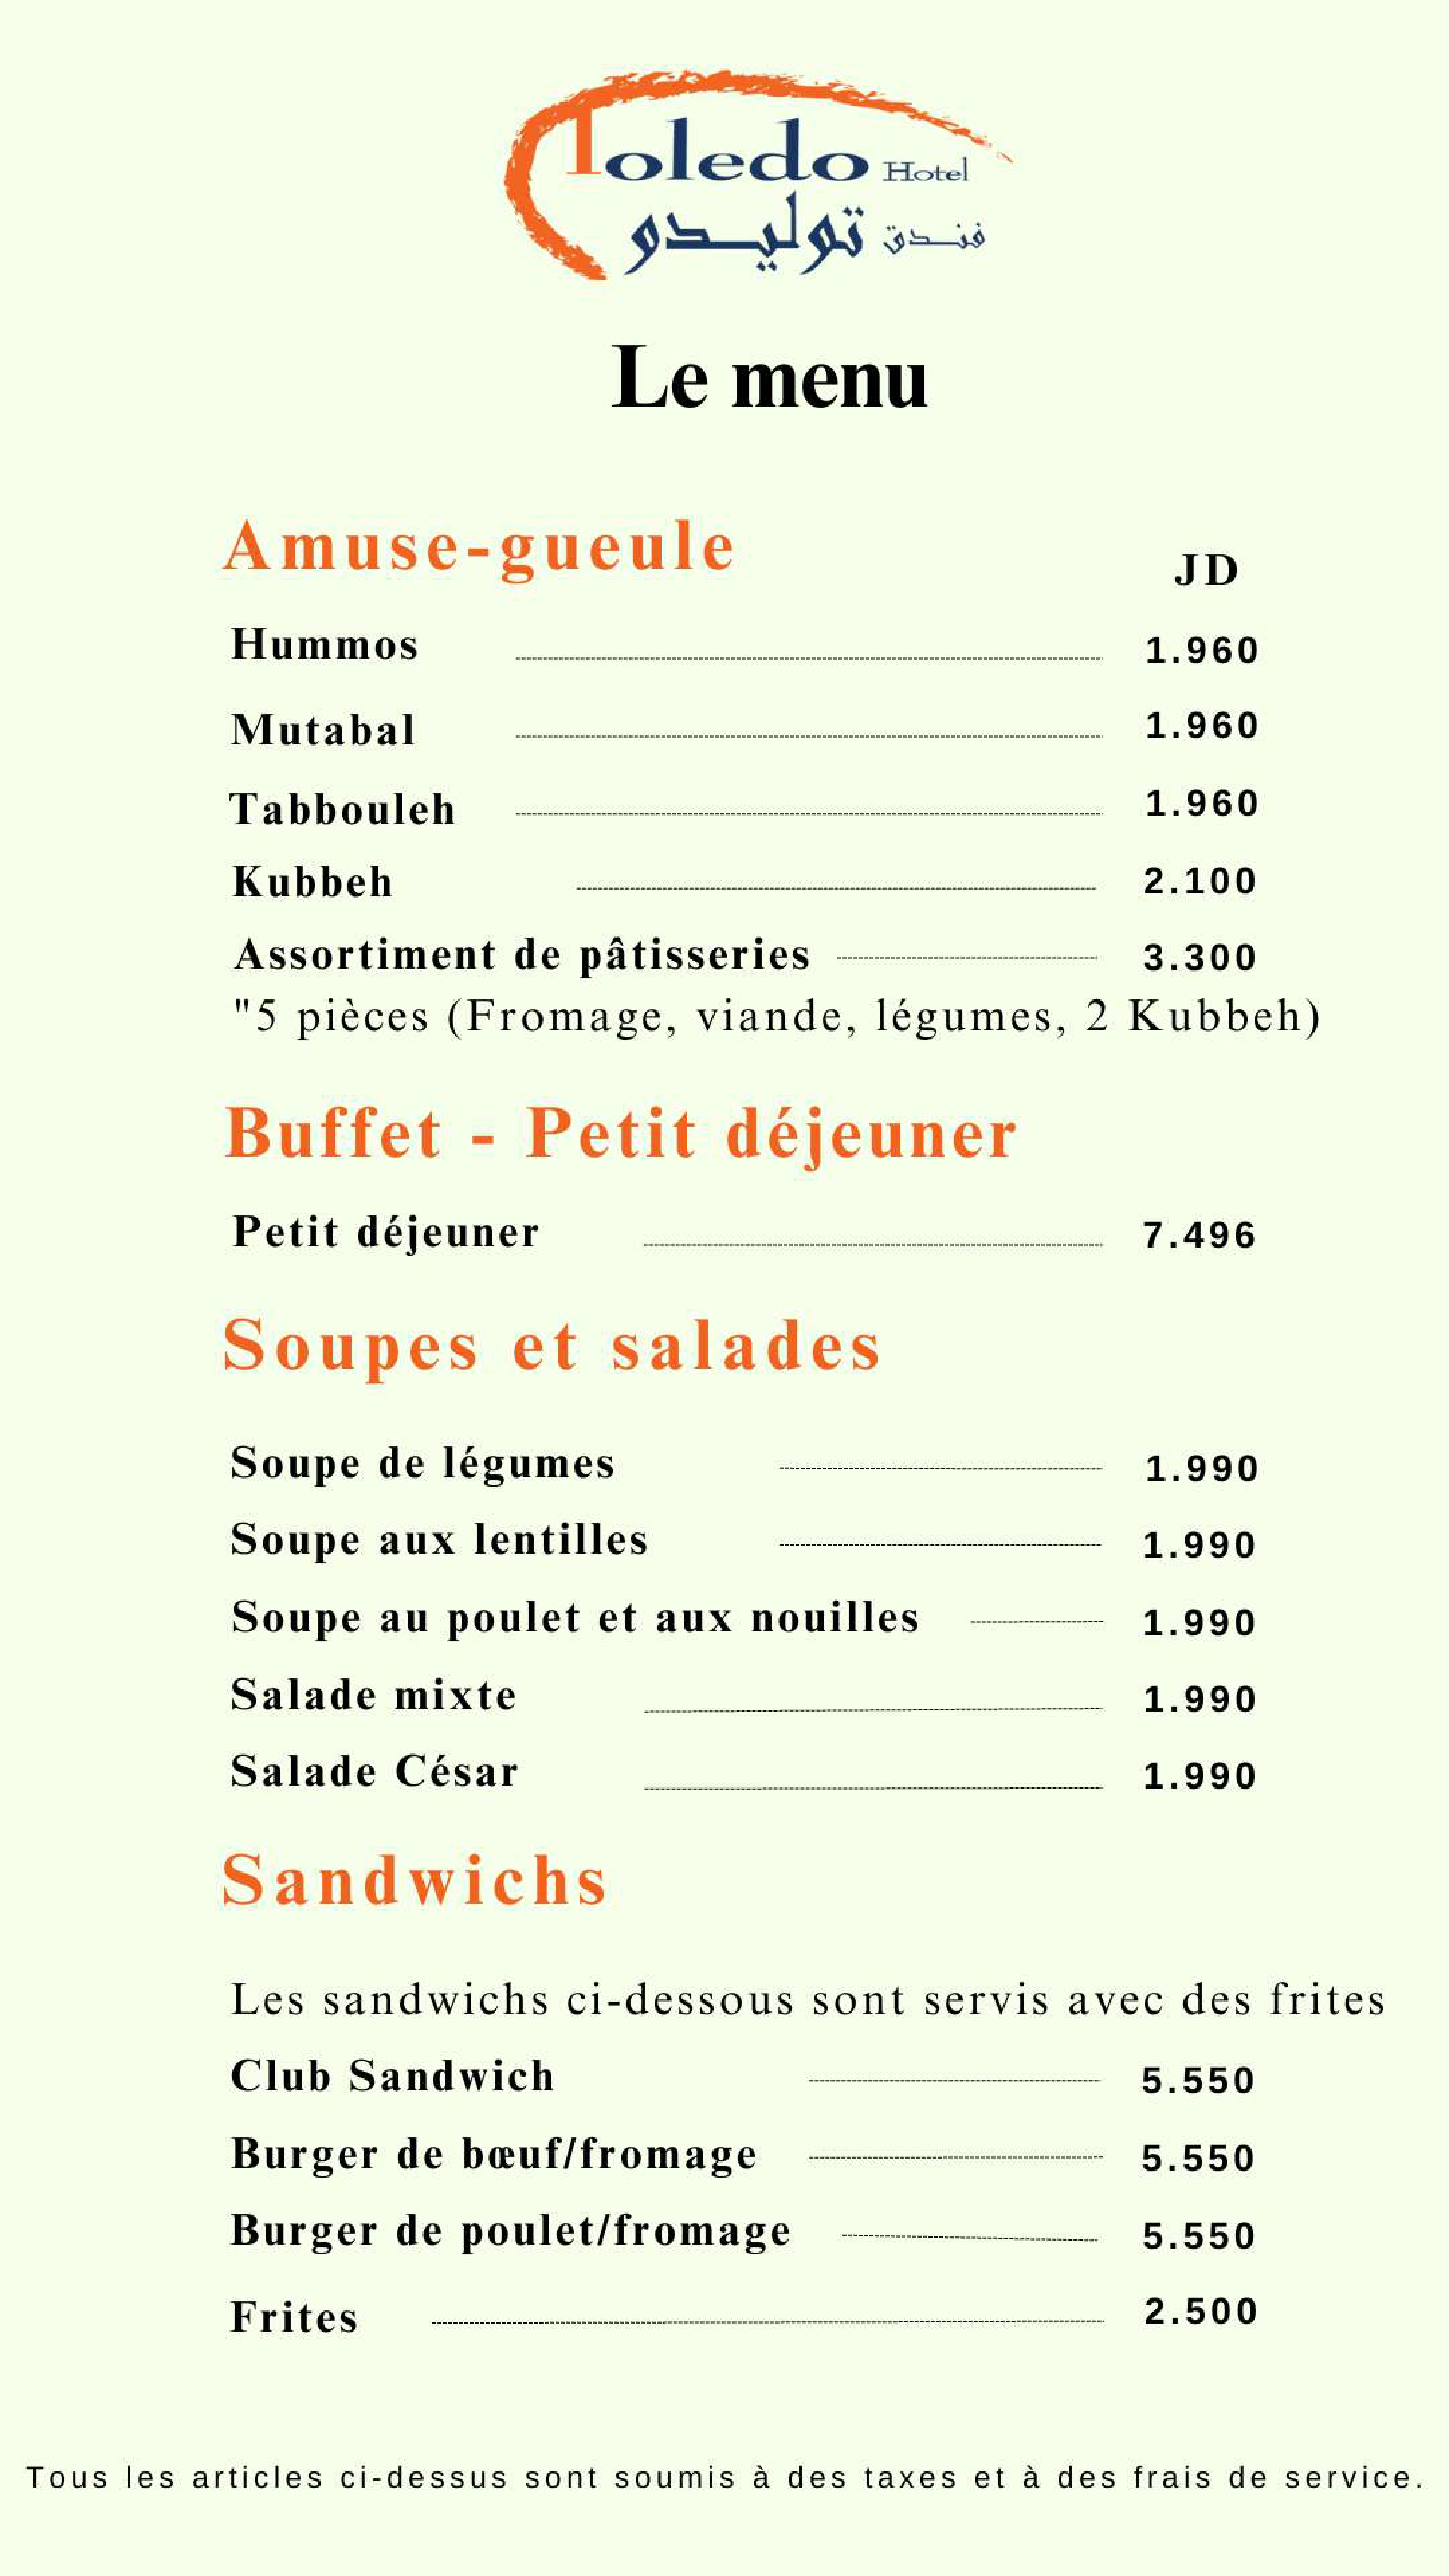 Toledo Hotel
فندق توليدو
Le menu
Amuse-gueule
JD
Hummos 1.960
Mutabal 1.960
Tabbouleh 1.960
Kubbeh 2.100
Assortiment de pâtisseries 3.300
"5 pièces (Fromage, viande, légumes, 2 Kubbeh)
Buffet - Petit déjeuner
Petit déjeuner 7.496
Soupes et salades
Soupe de légumes 1.990
Soupe aux lentilles 1.990
Soupe au poulet et aux nouilles 1.990
Salade mixte 1.990
Salade César 1.990
Sandwichs
Les sandwichs ci-dessous sont servis avec des frites
Club Sandwich 5.550
Burger de bœuf/fromage 5.550
Burger de poulet/fromage 5.550
Frites 2.500
Tous les articles ci-dessus sont soumis à des taxes et à des frais de service.